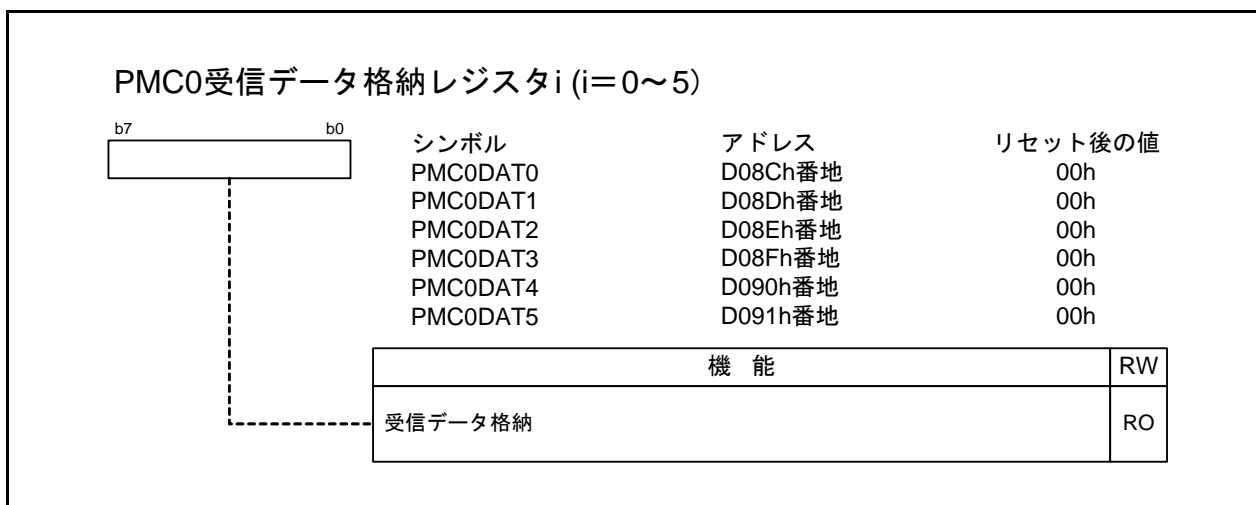 PMC0受信データ格納レジスタi (i＝0～5)
b7 b0
シンボル アドレス リセット後の値
PMC0DAT0 D08Ch番地 00h
PMC0DAT1 D08Dh番地 00h
PMC0DAT2 D08Eh番地 00h
PMC0DAT3 D08Fh番地 00h
PMC0DAT4 D090h番地 00h
PMC0DAT5 D091h番地 00h
機 能 RW
受信データ格納 RO